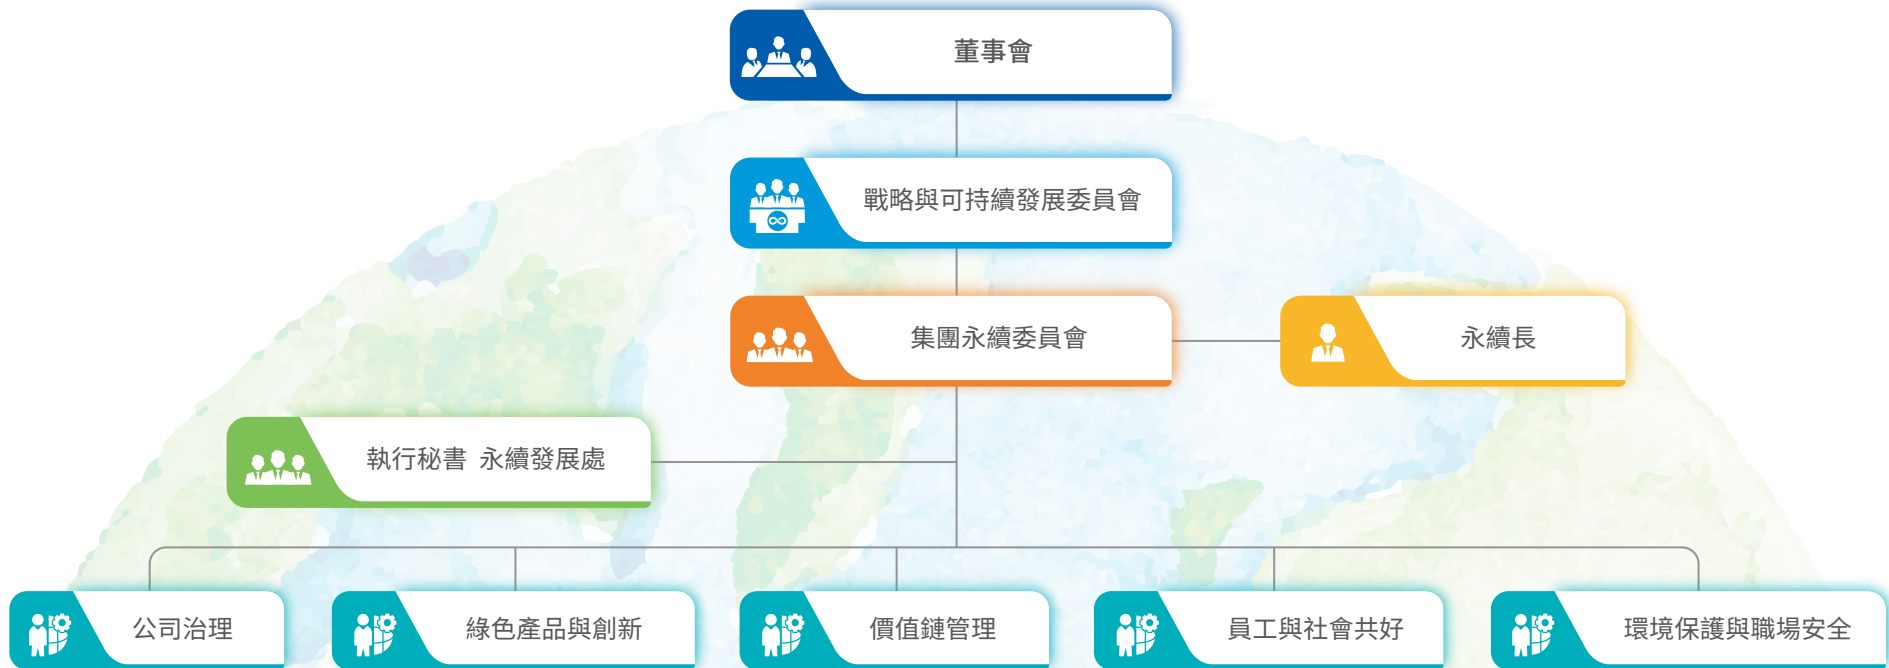 董事會
戰略與可持續發展委員會
集團永續委員會
永續長
執行秘書 永續發展處
公司治理
綠色產品與創新
價值鏈管理
員工與社會共好
環境保護與職場安全